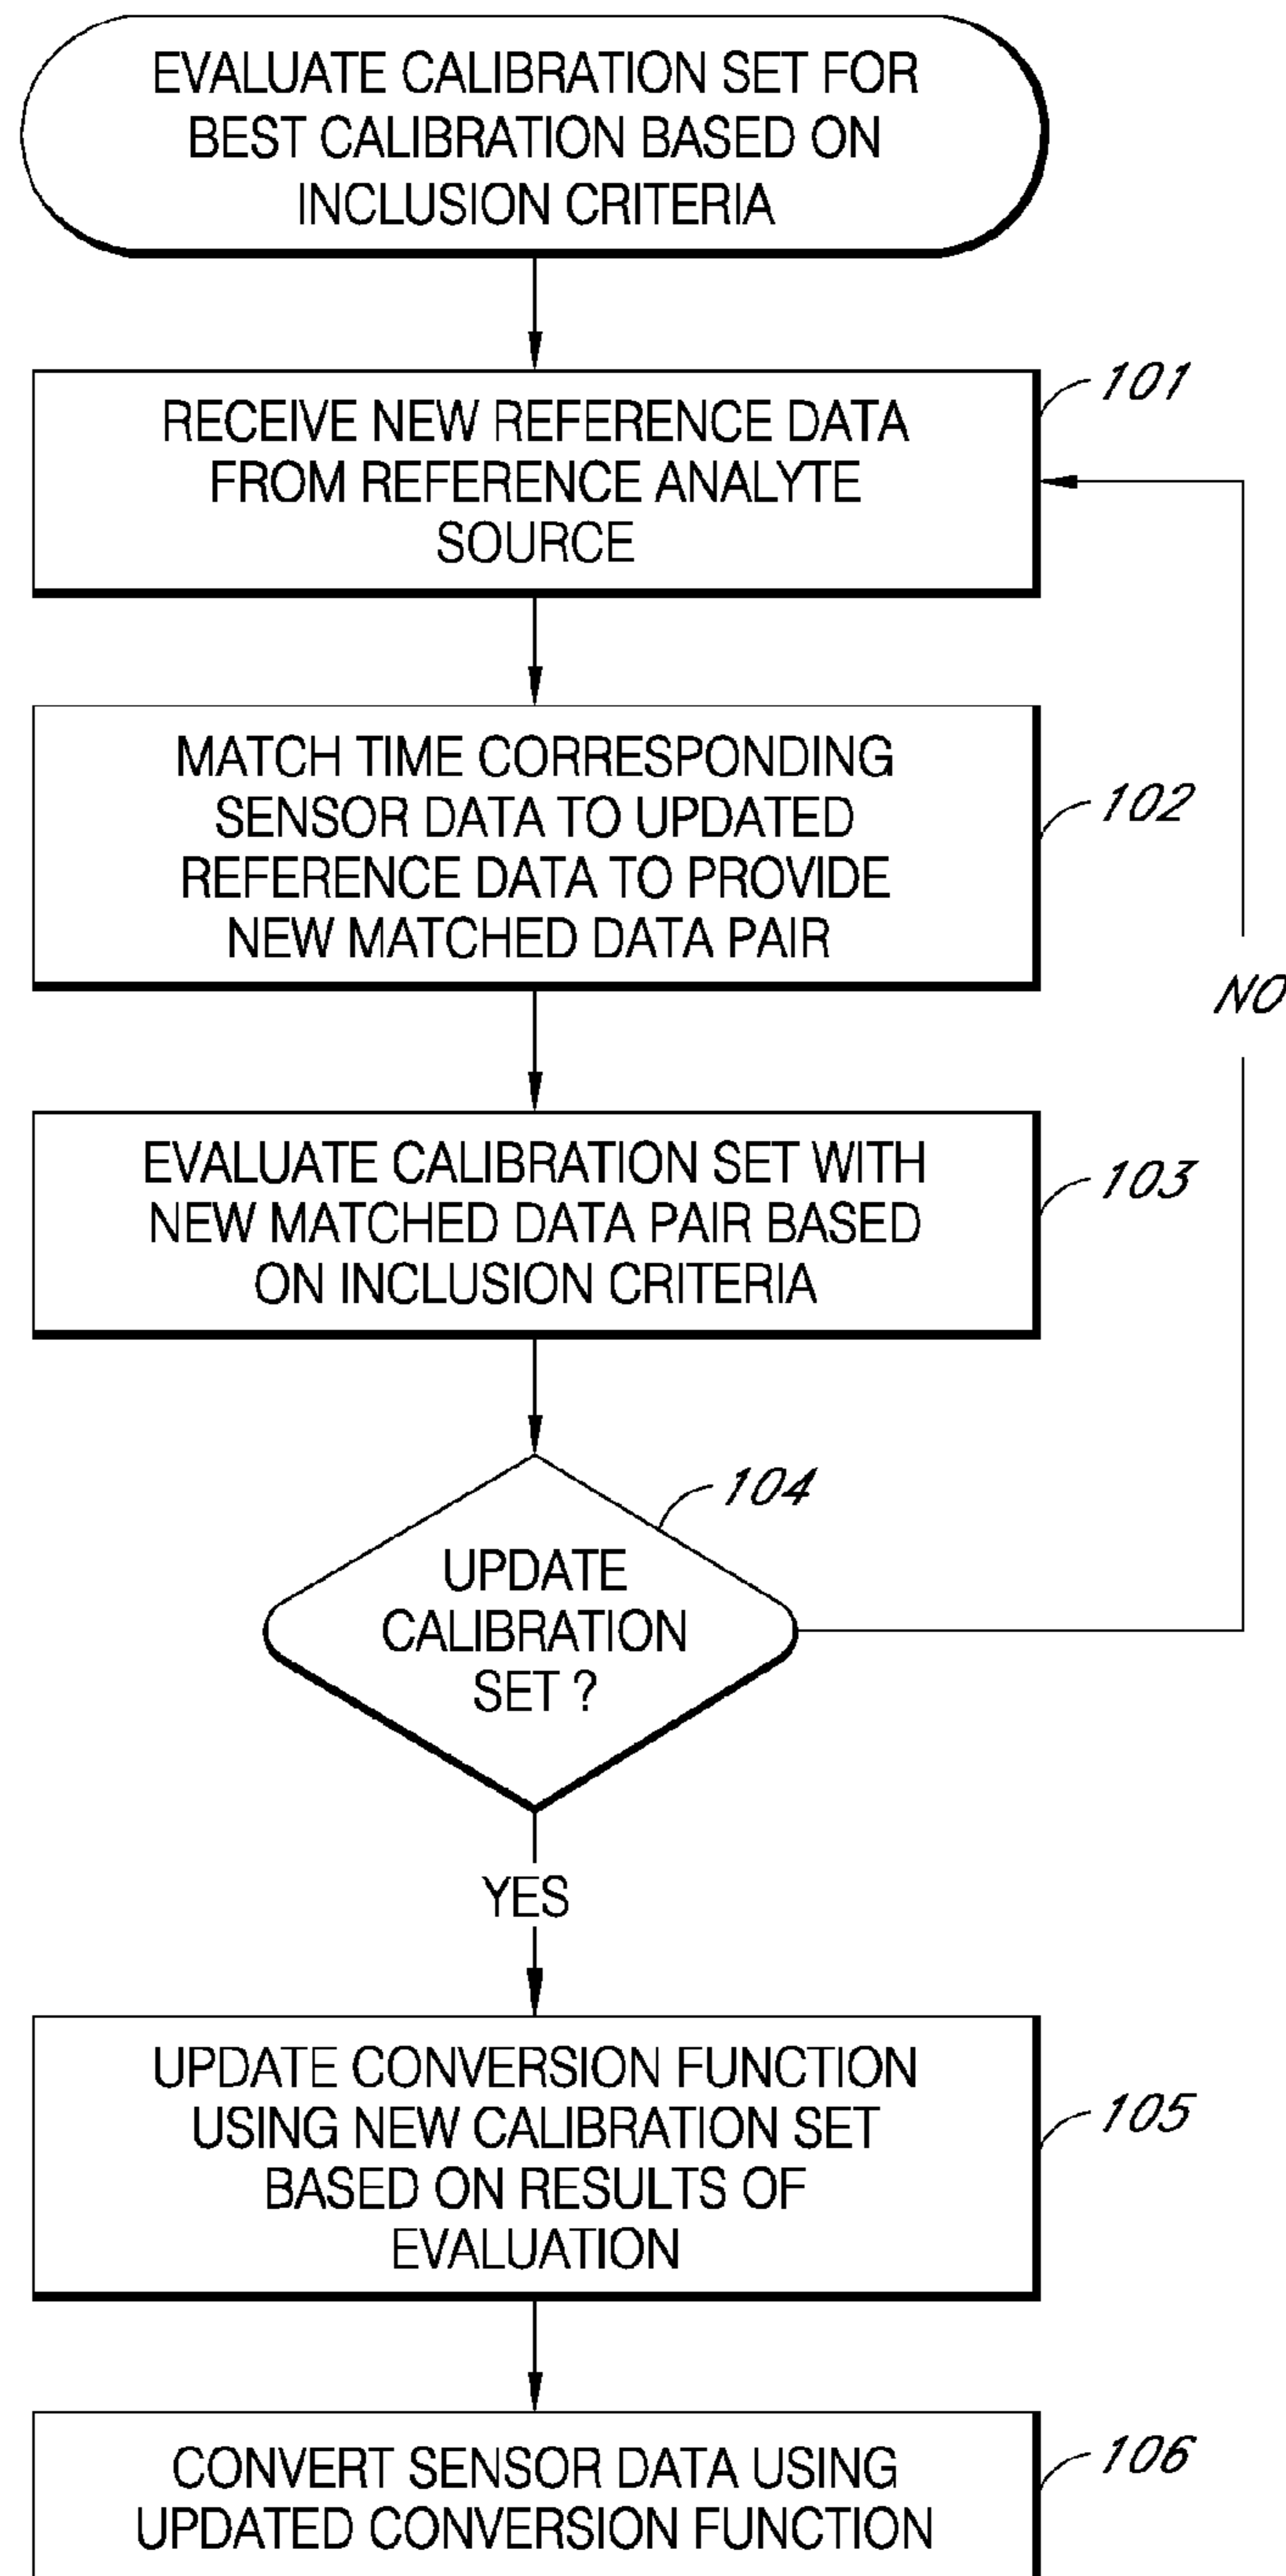 EVALUATE CALIBRATION SET FOR
BEST CALIBRATION BASED ON
INCLUSION CRITERIA
101
RECEIVE NEW REFERENCE DATA
FROM REFERENCE ANALYTE
SOURCE
102
MATCH TIME CORRESPONDING
SENSOR DATA TO UPDATED
REFERENCE DATA TO PROVIDE
NEW MATCHED DATA PAIR
NO
103
EVALUATE CALIBRATION SET WITH
NEW MATCHED DATA PAIR BASED
ON INCLUSION CRITERIA
104
UPDATE
CALIBRATION
SET ?
YES
105
UPDATE CONVERSION FUNCTION
USING NEW CALIBRATION SET
BASED ON RESULTS OF
EVALUATION
106
CONVERT SENSOR DATA USING
UPDATED CONVERSION FUNCTION